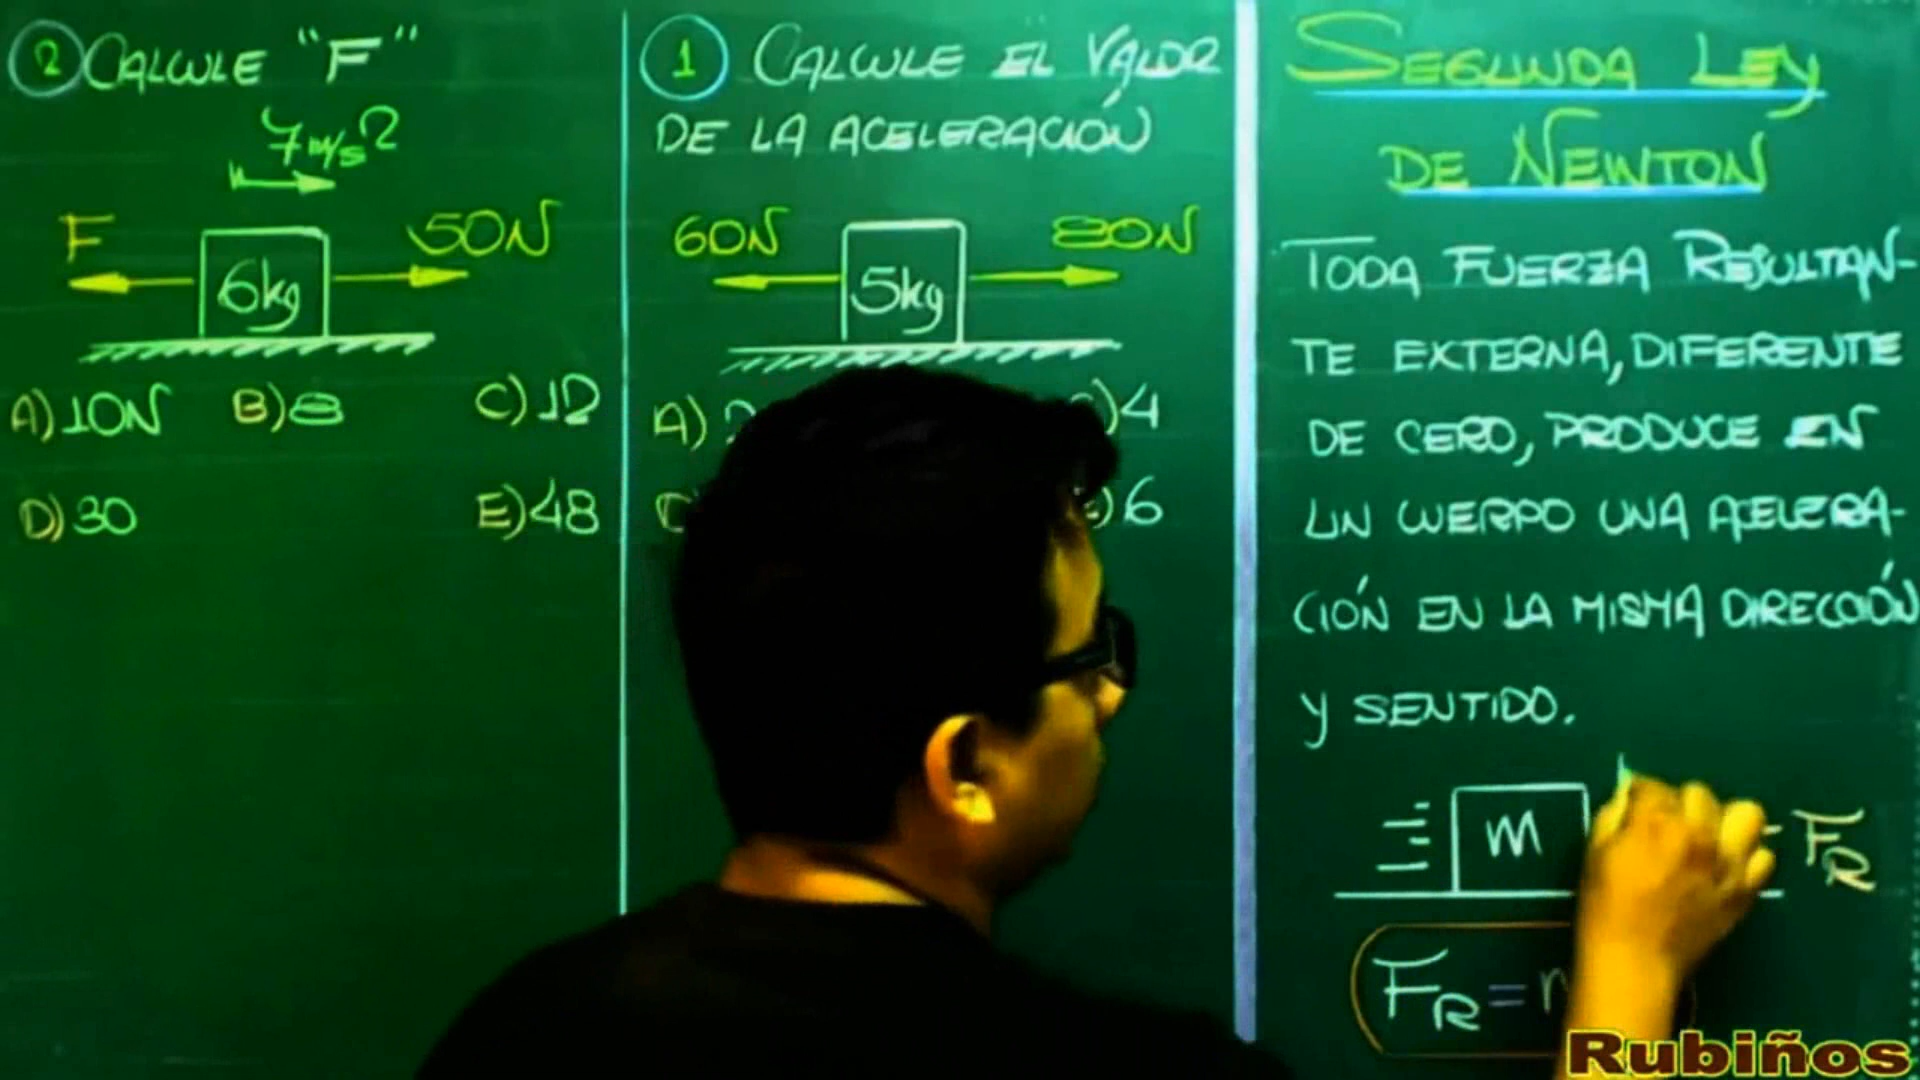 2 CALCULE "F"
7m/s2
F
50N
6kg
A)10N B)8 C)12
D)30 E)48
1 CALCULE EL VALOR
DE LA ACELERACIÓN
60N
80N
5kg
A) )4
)6
SEGUNDA LEY
DE NEWTON
TODA FUERZA RESULTAN-
TE EXTERNA, DIFERENTE
DE CERO, PRODUCE EN
UN CUERPO UNA ACELERA-
CIÓN EN LA MISMA DIRECCIÓN
Y SENTIDO.
m
FR
FR=
Rubiños